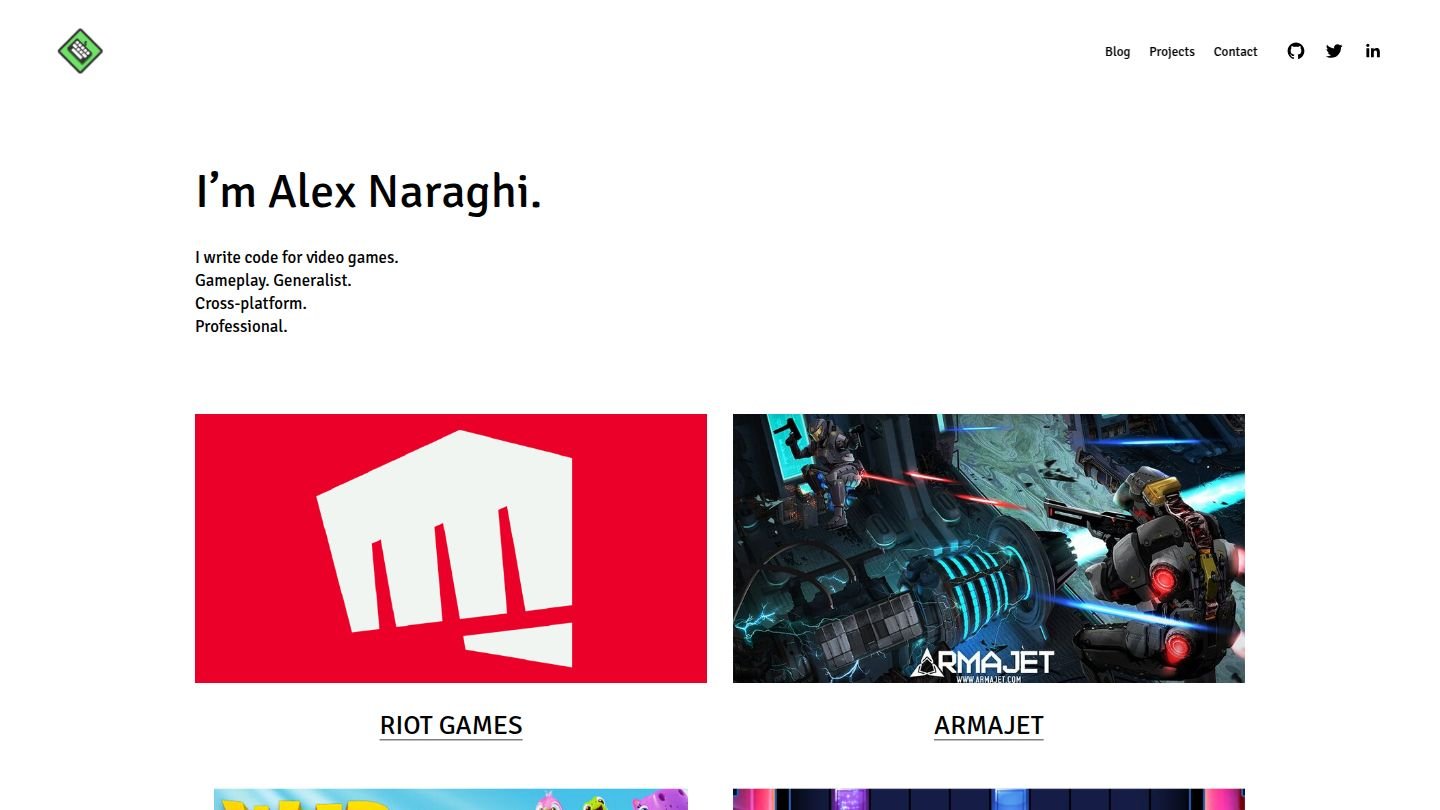 Blog Projects Contact
I’m Alex Naraghi.
I write code for video games.
Gameplay. Generalist.
Cross-platform.
Professional.
ARMAJET
WWW.ARMAJET.COM
RIOT GAMES
ARMAJET